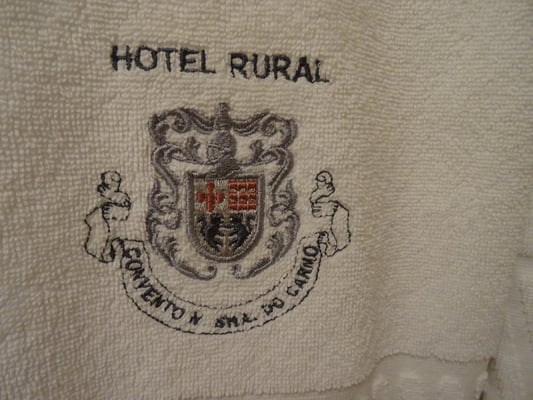 HOTEL RURAL
CONVENTO N SRA. DO CARMO